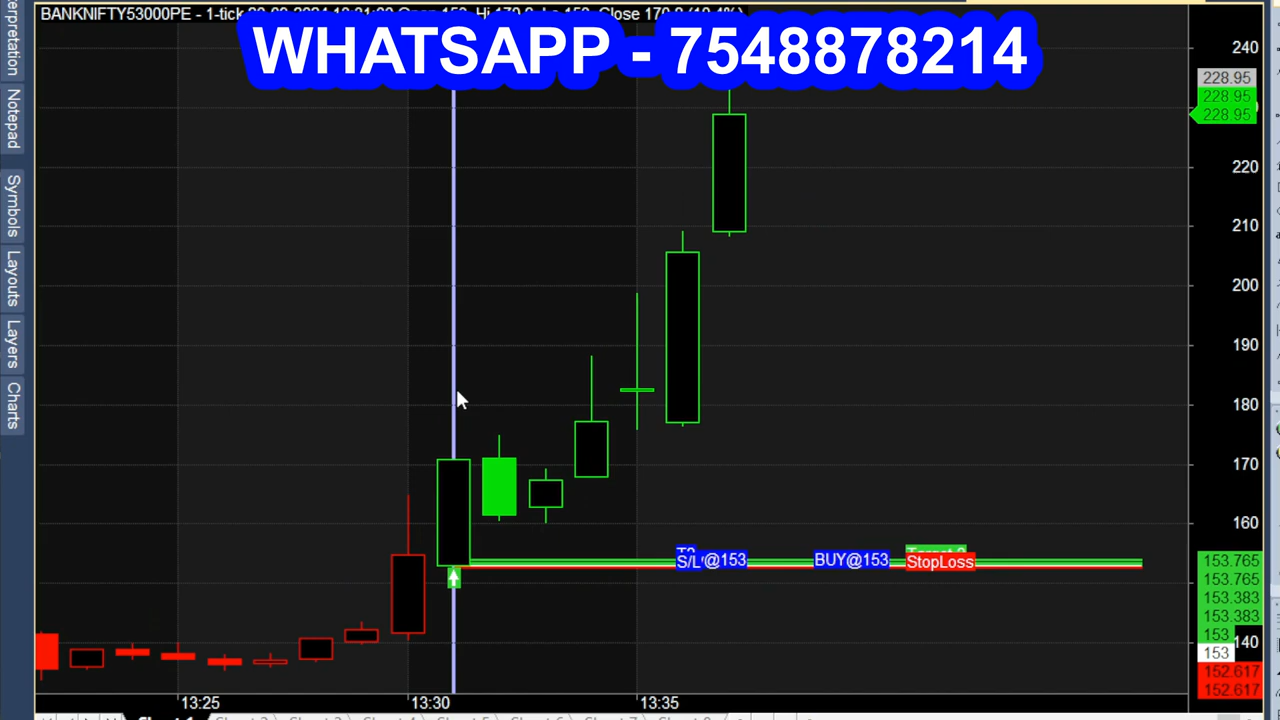 BANKNIFTY53000PE - 1-tick
WHATSAPP - 7548878214
Interpretation
Notepad
Symbols
Layouts
Layers
Charts
240
228.95
228.95
228.95
220
210
200
190
180
170
160
S/L@153
BUY@153
StopLoss
153.765
153.765
153.383
153.383
153
140
153
152.617
152.617
13:25
13:30
13:35